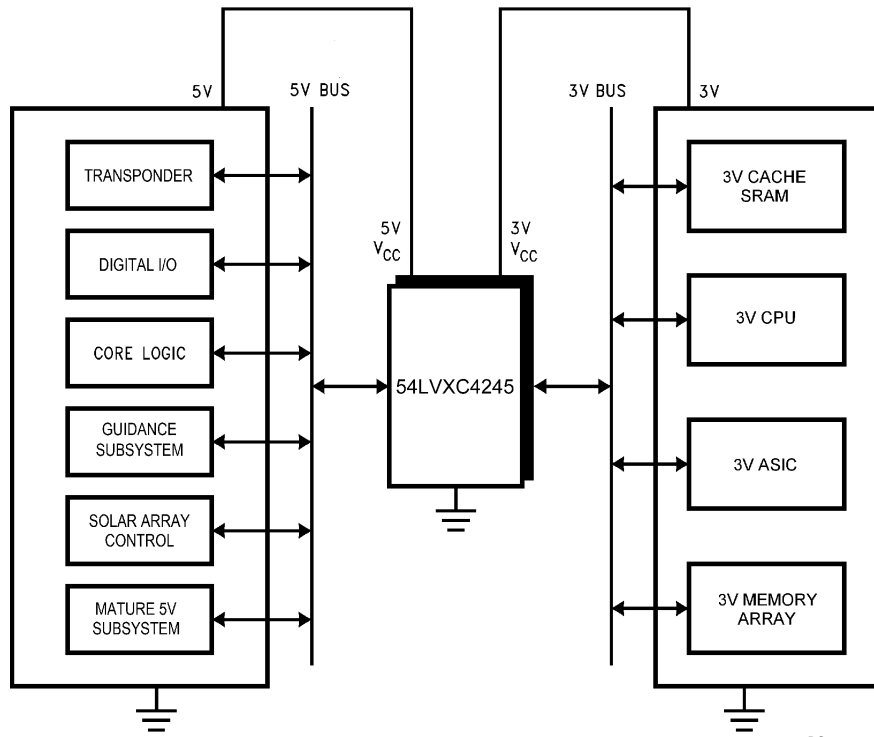 5V
5V BUS
3V BUS
3V
TRANSPONDER
DIGITAL I/O
CORE LOGIC
GUIDANCE
SUBSYSTEM
SOLAR ARRAY
CONTROL
MATURE 5V
SUBSYSTEM
5V
VCC
3V
VCC
54LVXC4245
3V CACHE
SRAM
3V CPU
3V ASIC
3V MEMORY
ARRAY